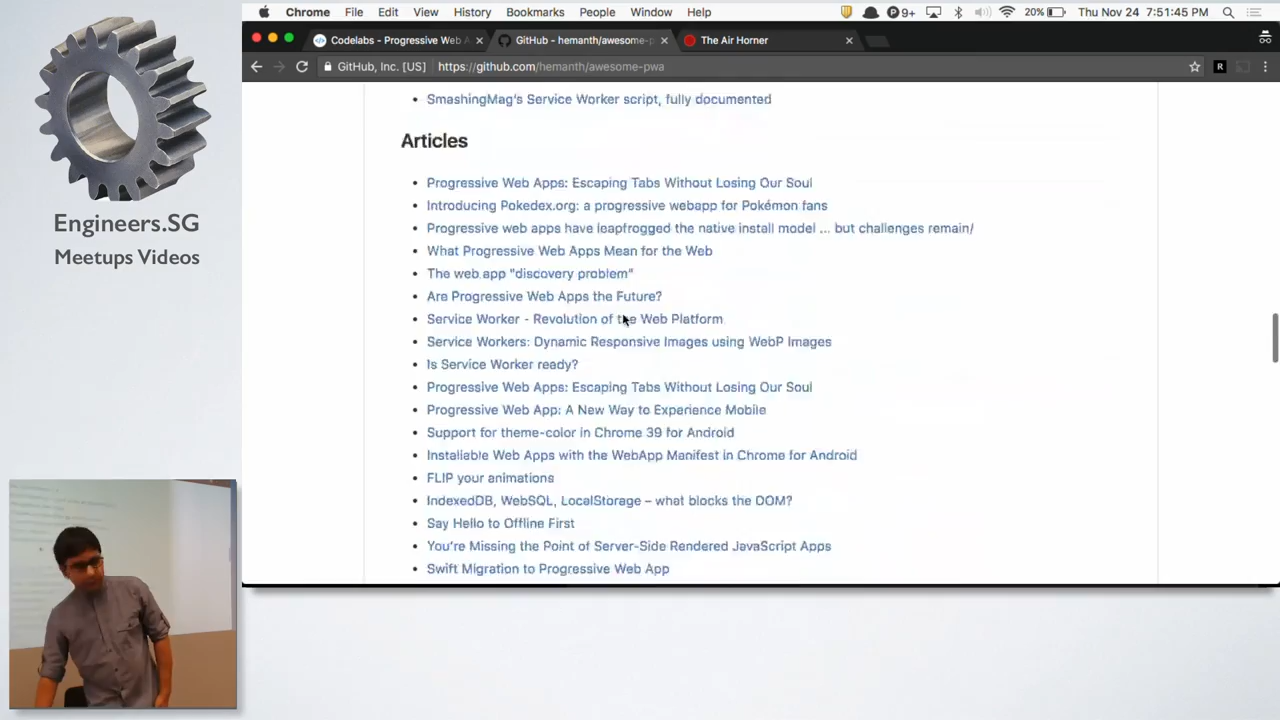 Chrome File Edit View History Bookmarks People Window Help 9+ 20% Thu Nov 24 7:51:45 PM
Codelabs - Progressive Web A GitHub - hemanth/awesome-p The Air Horner
GitHub, Inc. [US] https://github.com/hemanth/awesome-pwa R
SmashingMag's Service Worker script, fully documented
Articles
Progressive Web Apps: Escaping Tabs Without Losing Our Soul
Introducing Pokedex.org: a progressive webapp for Pokémon fans
Progressive web apps have leapfrogged the native install model ... but challenges remain/
What Progressive Web Apps Mean for the Web
The web app "discovery problem"
Are Progressive Web Apps the Future?
Service Worker - Revolution of the Web Platform
Service Workers: Dynamic Responsive Images using WebP Images
Is Service Worker ready?
Progressive Web Apps: Escaping Tabs Without Losing Our Soul
Progressive Web App: A New Way to Experience Mobile
Support for theme-color in Chrome 39 for Android
Installable Web Apps with the WebApp Manifest in Chrome for Android
FLIP your animations
IndexedDB, WebSQL, LocalStorage – what blocks the DOM?
Say Hello to Offline First
You're Missing the Point of Server-Side Rendered JavaScript Apps
Swift Migration to Progressive Web App
Engineers.SG
Meetups Videos